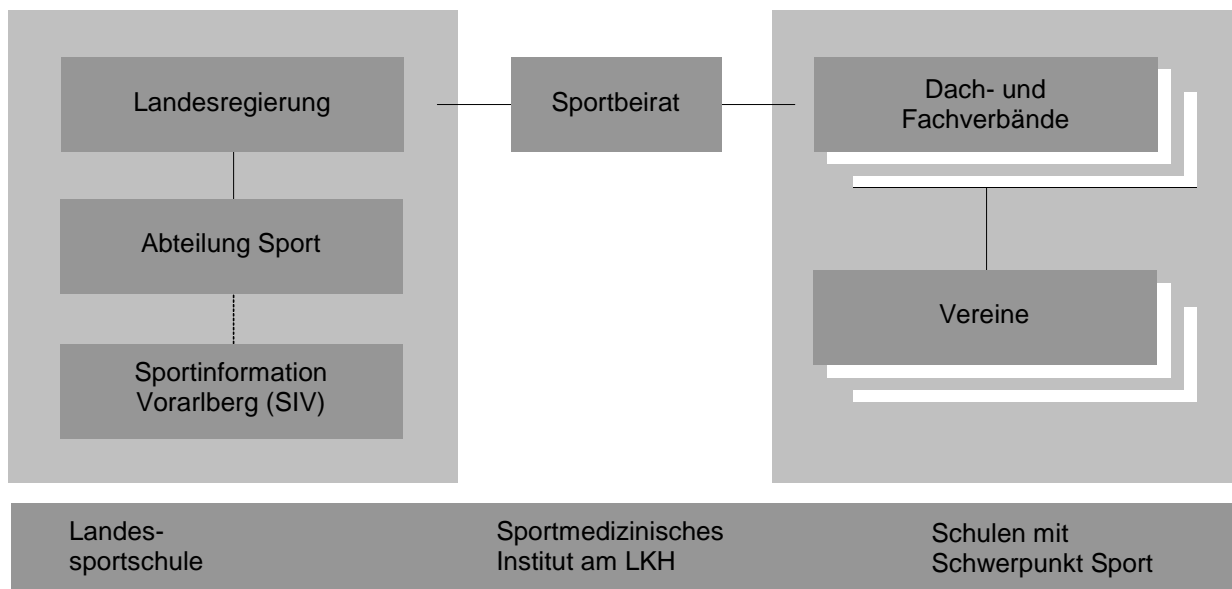 Landesregierung
Sportbeirat
Dach- und
Fachverbände
Abteilung Sport
Vereine
Sportinformation
Vorarlberg (SIV)
Landes-
sportschule
Sportmedizinisches
Institut am LKH
Schulen mit
Schwerpunkt Sport